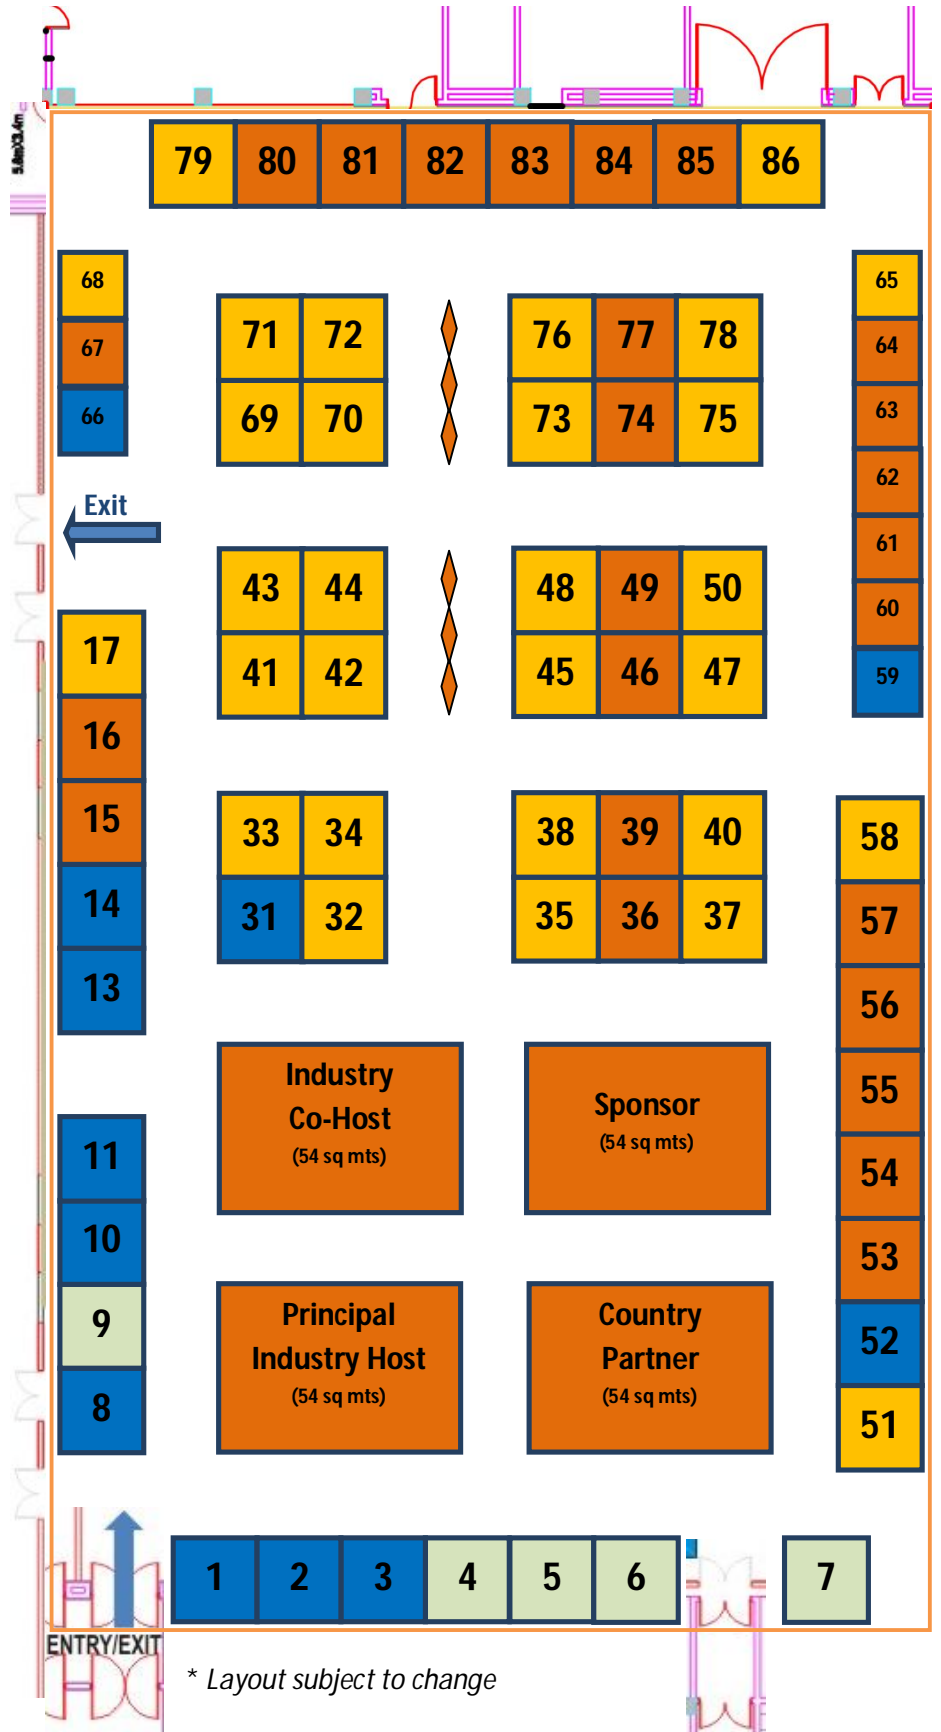 5.8mX3.4m
79 80 81 82 83 84 85 86
68
67
66
71 72
69 70
76 77 78
73 74 75
65
64
63
62
61
60
59
Exit
43 44
41 42
48 49 50
45 46 47
17
16
15
14
13
33 34
31 32
38 39 40
35 36 37
58
57
56
55
54
53
52
51
Industry
Co-Host
(54 sq mts)
Sponsor
(54 sq mts)
11
10
9
8
Principal
Industry Host
(54 sq mts)
Country
Partner
(54 sq mts)
1 2 3 4 5 6 7
ENTRY/EXIT
* Layout subject to change